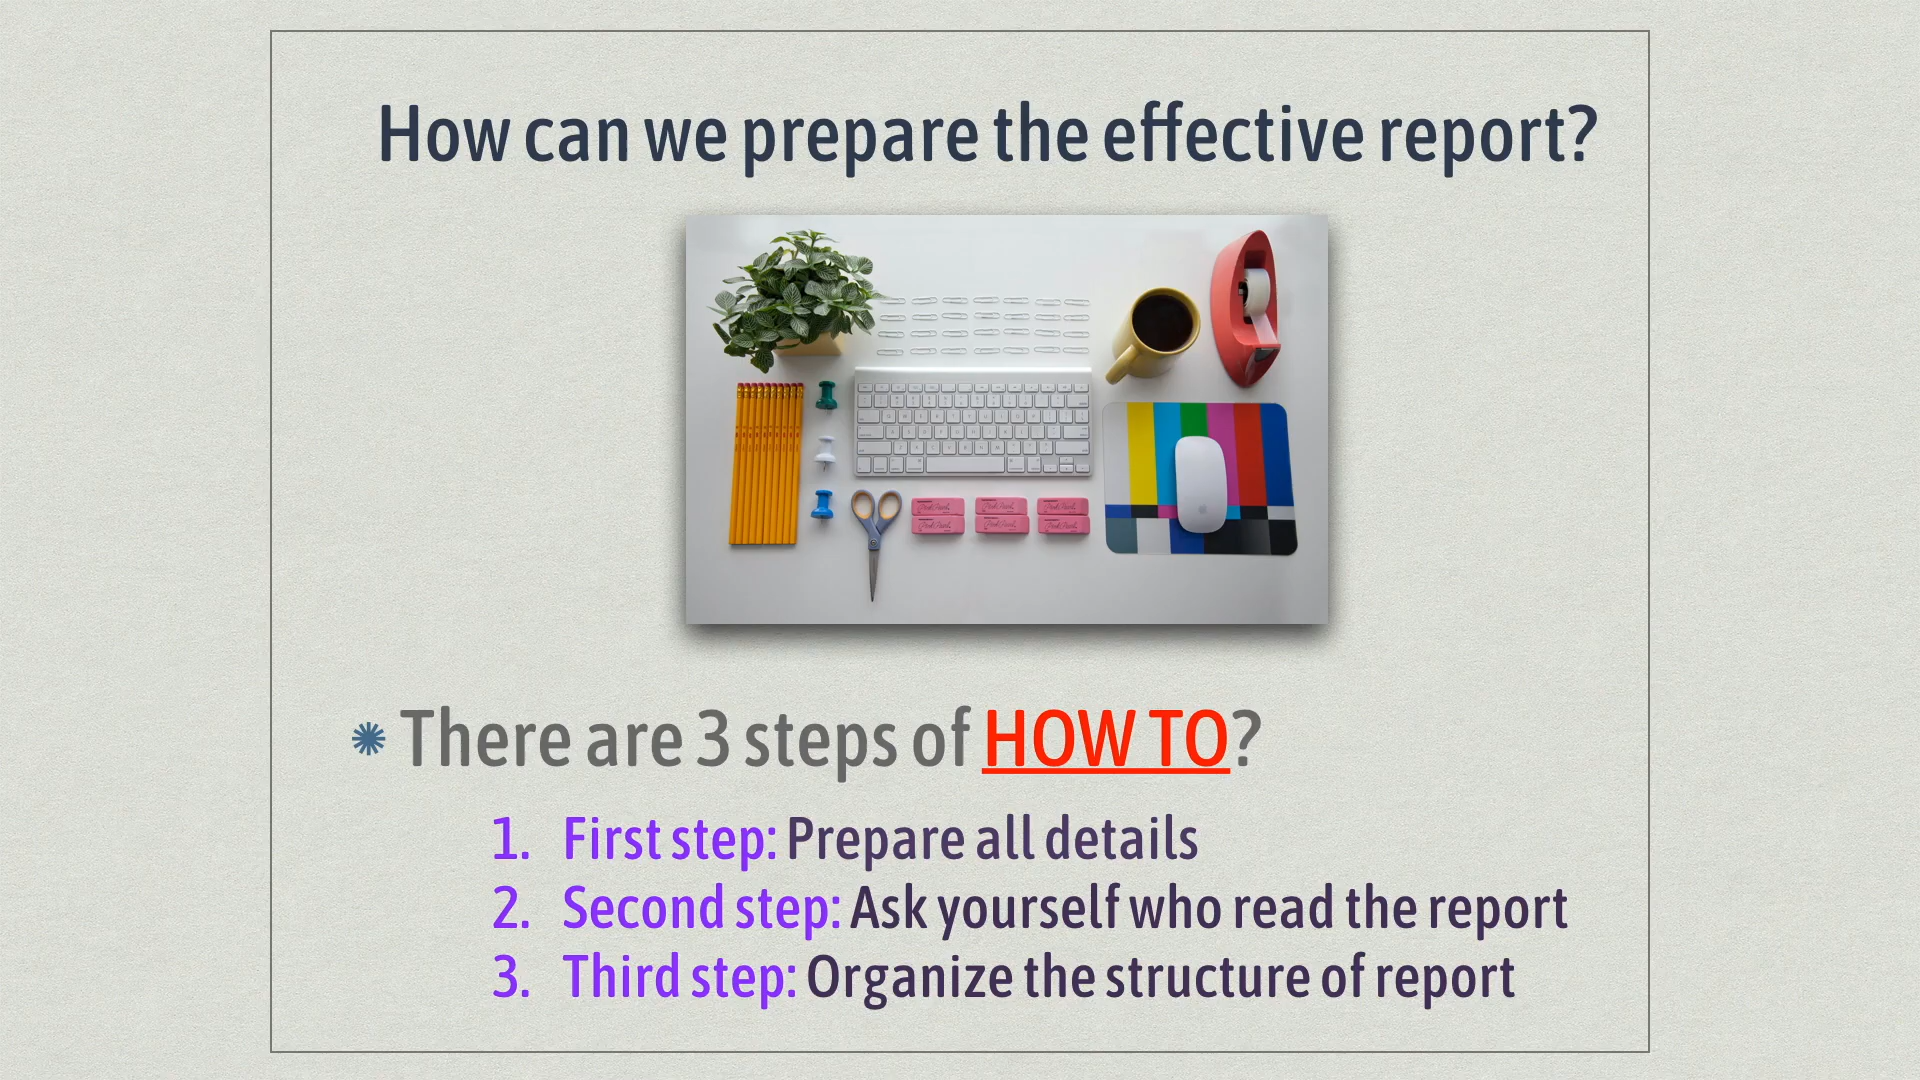 How can we prepare the effective report?
There are 3 steps of HOW TO?
1. First step: Prepare all details
2. Second step: Ask yourself who read the report
3. Third step: Organize the structure of report